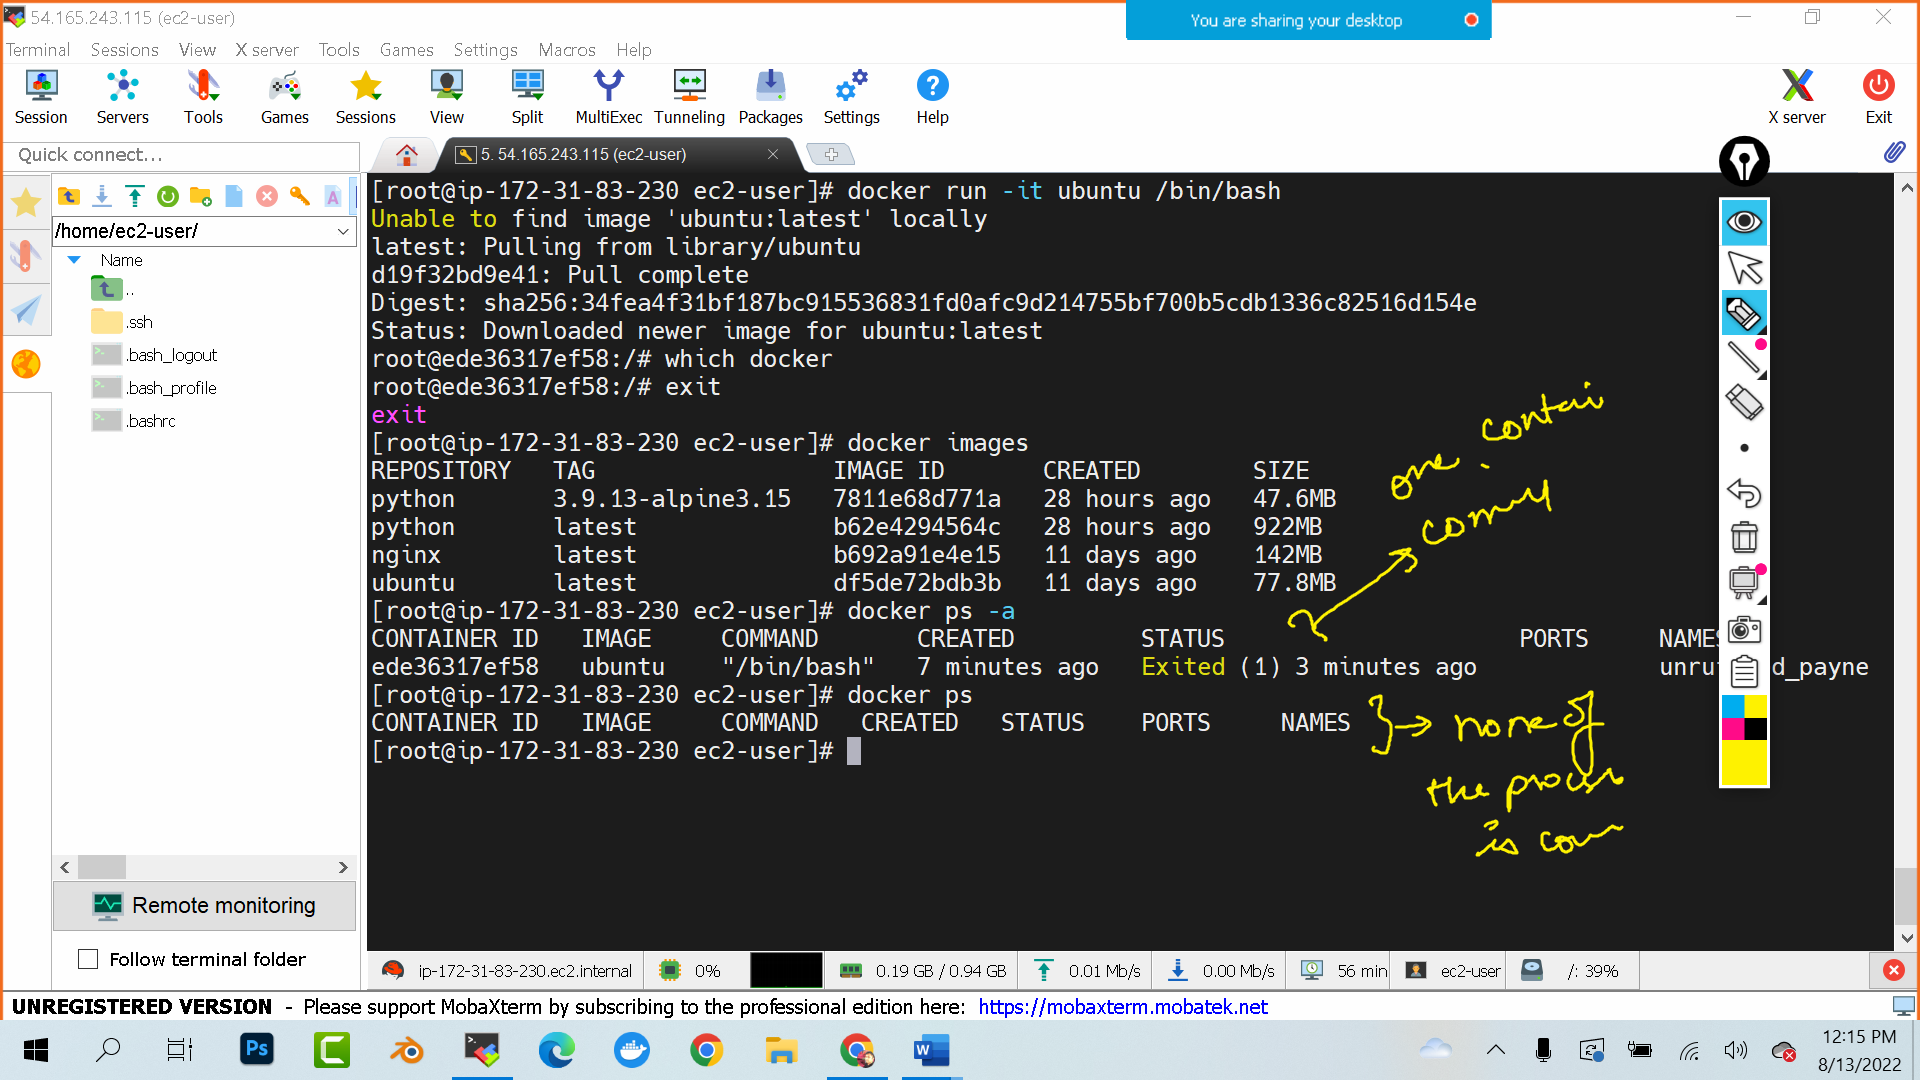 54.165.243.115 (ec2-user)
You are sharing your desktop
Terminal Sessions View X server Tools Games Settings Macros Help
Session Servers Tools Games Sessions View Split MultiExec Tunneling Packages Settings Help X server Exit
Quick connect...
5. 54.165.243.115 (ec2-user)
/home/ec2-user/
Name
..
.ssh
.bash_logout
.bash_profile
.bashrc
Remote monitoring
Follow terminal folder
[root@ip-172-31-83-230 ec2-user]# docker run -it ubuntu /bin/bash
Unable to find image 'ubuntu:latest' locally
latest: Pulling from library/ubuntu
d19f32bd9e41: Pull complete
Digest: sha256:34fea4f31bf187bc915536831fd0afc9d214755bf700b5cdb1336c82516d154e
Status: Downloaded newer image for ubuntu:latest
root@ede36317ef58:/# which docker
root@ede36317ef58:/# exit
exit
[root@ip-172-31-83-230 ec2-user]# docker images
REPOSITORY TAG IMAGE ID CREATED SIZE
python 3.9.13-alpine3.15 7811e68d771a 28 hours ago 47.6MB
python latest b62e4294564c 28 hours ago 922MB
nginx latest b692a91e4e15 11 days ago 142MB
ubuntu latest df5de72bdb3b 11 days ago 77.8MB
[root@ip-172-31-83-230 ec2-user]# docker ps -a
CONTAINER ID IMAGE COMMAND CREATED STATUS PORTS NAMES
ede36317ef58 ubuntu "/bin/bash" 7 minutes ago Exited (1) 3 minutes ago
[root@ip-172-31-83-230 ec2-user]# docker ps
CONTAINER ID IMAGE COMMAND CREATED STATUS PORTS NAMES
[root@ip-172-31-83-230 ec2-user]#
one contai
none of
the
is
ip-172-31-83-230.ec2.internal 0% 0.19 GB / 0.94 GB 0.01 Mb/s 0.00 Mb/s 56 min ec2-user /: 39%
UNREGISTERED VERSION - Please support MobaXterm by subscribing to the professional edition here: https://mobaxterm.mobatek.net
12:15 PM
8/13/2022